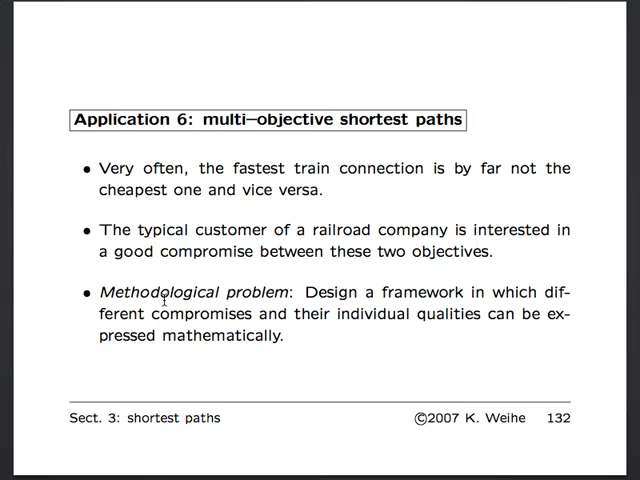 Application 6: multi–objective shortest paths
• Very often, the fastest train connection is by far not the
cheapest one and vice versa.
• The typical customer of a railroad company is interested in
a good compromise between these two objectives.
• Methodological problem: Design a framework in which dif-
ferent compromises and their individual qualities can be ex-
pressed mathematically.
Sect. 3: shortest paths ©2007 K. Weihe 132